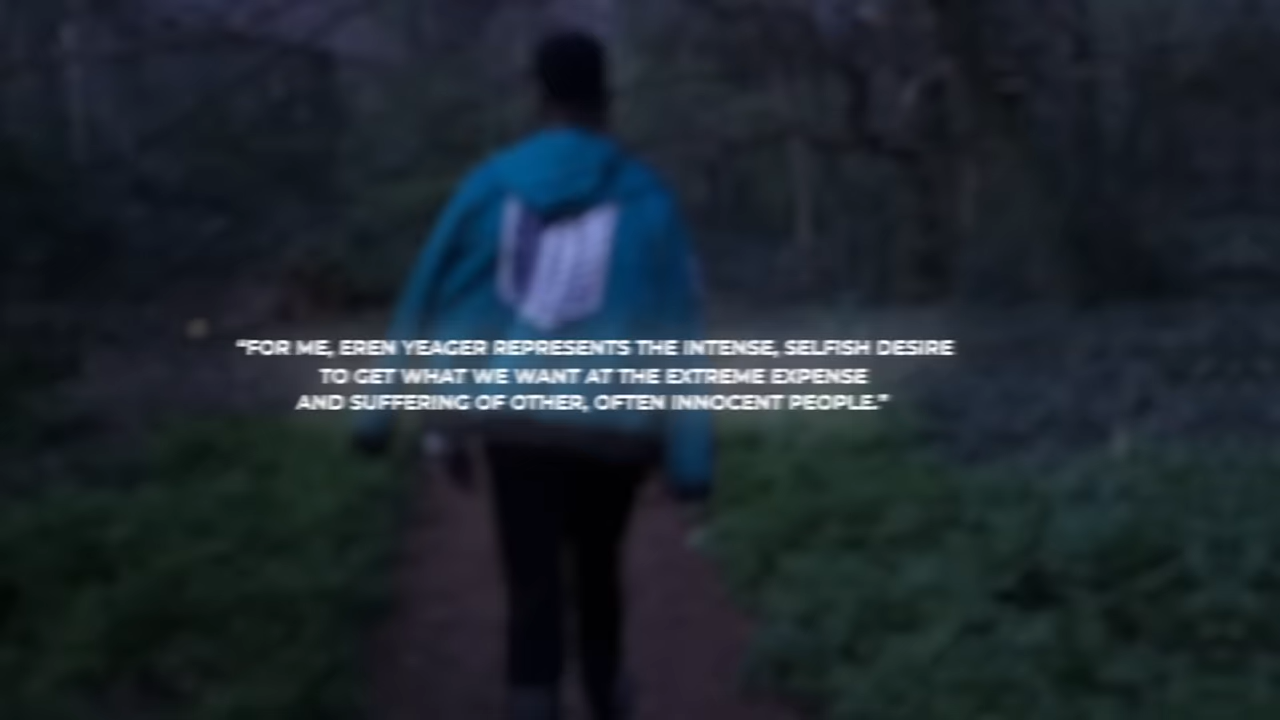 “FOR ME, EREN YEAGER REPRESENTS THE INTENSE, SELFISH DESIRE
TO GET WHAT WE WANT AT THE EXTREME EXPENSE
AND SUFFERING OF OTHER, OFTEN INNOCENT PEOPLE.”